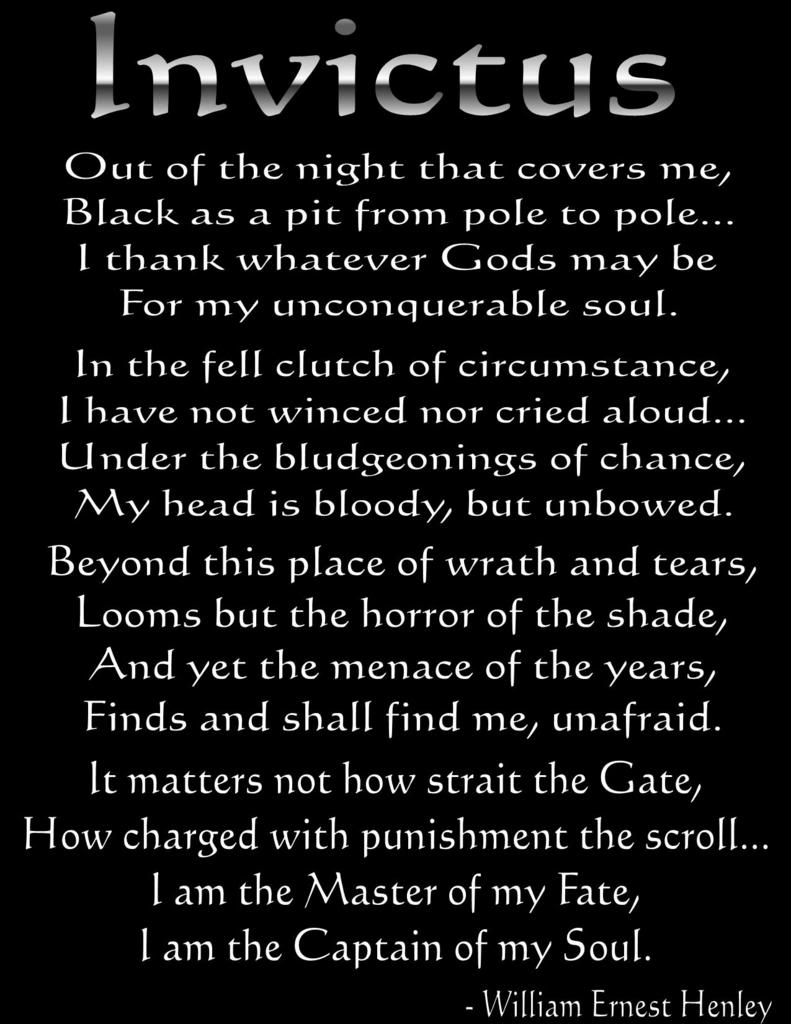 Invictus
Out of the night that covers me,
Black as a pit from pole to pole...
I thank whatever Gods may be
For my unconquerable soul.
In the fell clutch of circumstance,
I have not winced nor cried aloud...
Under the bludgeonings of chance,
My head is bloody, but unbowed.
Beyond this place of wrath and tears,
Looms but the horror of the shade,
And yet the menace of the years,
Finds and shall find me, unafraid.
It matters not how strait the Gate,
How charged with punishment the scroll...
I am the Master of my Fate,
I am the Captain of my Soul.
- William Ernest Henley